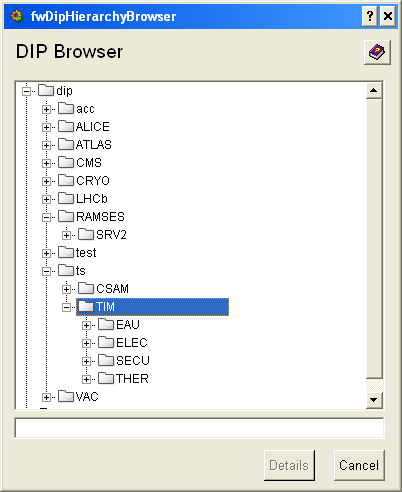 fwDipHierarchyBrowser
DIP Browser
dip
acc
ALICE
ATLAS
CMS
CRYO
LHCb
RAMSES
SRV2
test
ts
CSAM
TIM
EAU
ELEC
SECU
THER
VAC
Details
Cancel